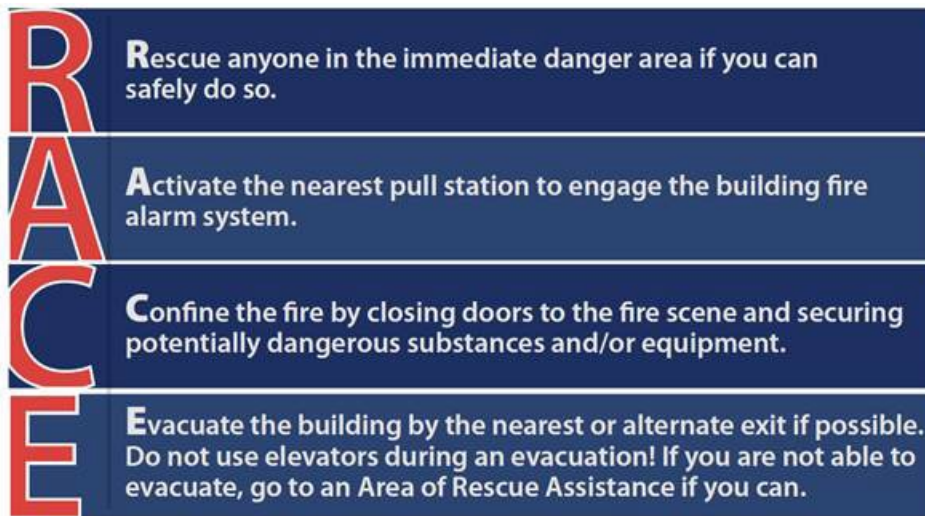 R
Rescue anyone in the immediate danger area if you can
safely do so.
A
Activate the nearest pull station to engage the building fire
alarm system.
C
Confine the fire by closing doors to the fire scene and securing
potentially dangerous substances and/or equipment.
E
Evacuate the building by the nearest or alternate exit if possible.
Do not use elevators during an evacuation! If you are not able to
evacuate, go to an Area of Rescue Assistance if you can.